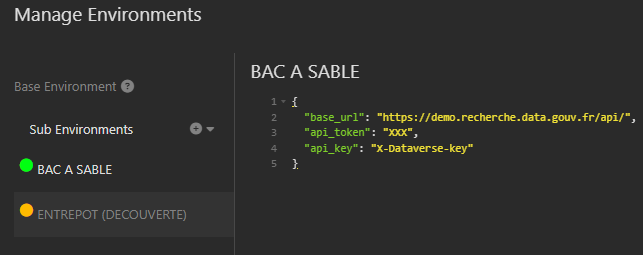 Manage Environments
Base Environment ?
Sub Environments
BAC A SABLE
ENTREPOT (DECOUVERTE)
BAC A SABLE
1 {
2 "base_url": "https://demo.recherche.data.gouv.fr/api/",
3 "api_token": "XXX",
4 "api_key": "X-Dataverse-key"
5 }